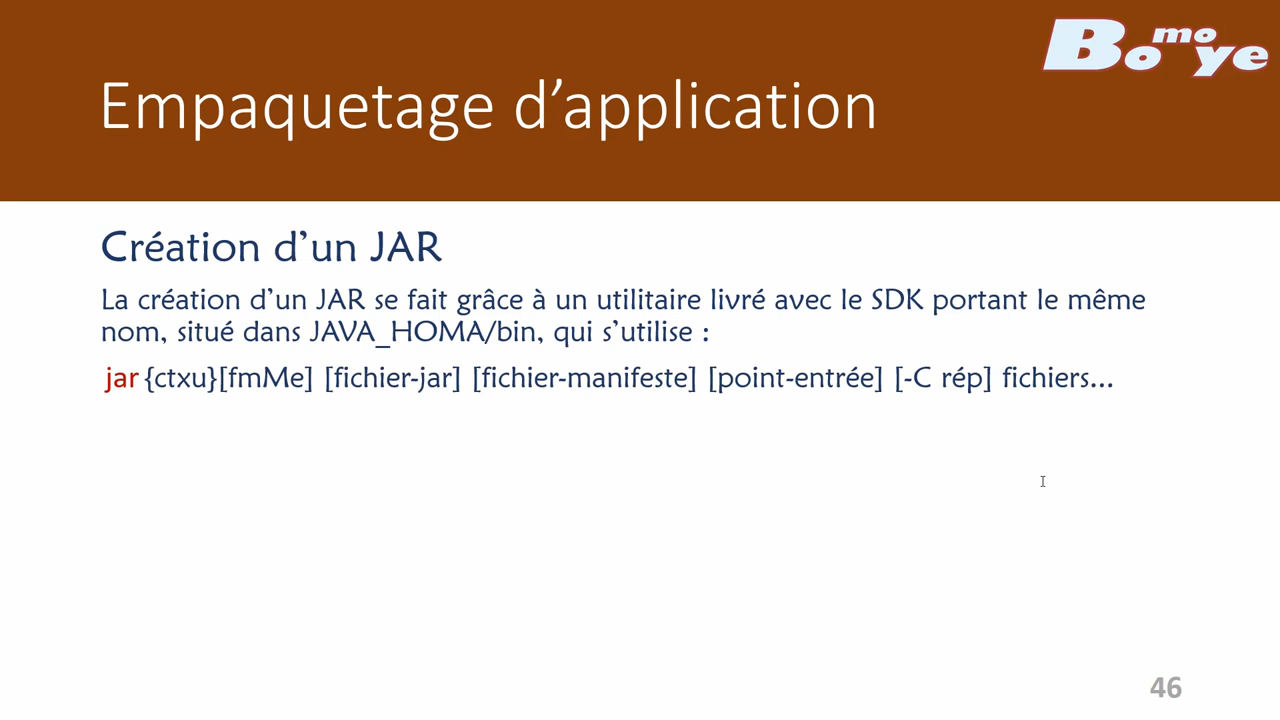 Bomoye
Empaquetage d’application
Création d’un JAR
La création d’un JAR se fait grâce à un utilitaire livré avec le SDK portant le même
nom, situé dans JAVA_HOMA/bin, qui s’utilise :
jar {ctxu}[fmMe] [fichier-jar] [fichier-manifeste] [point-entrée] [-C rép] fichiers...
46